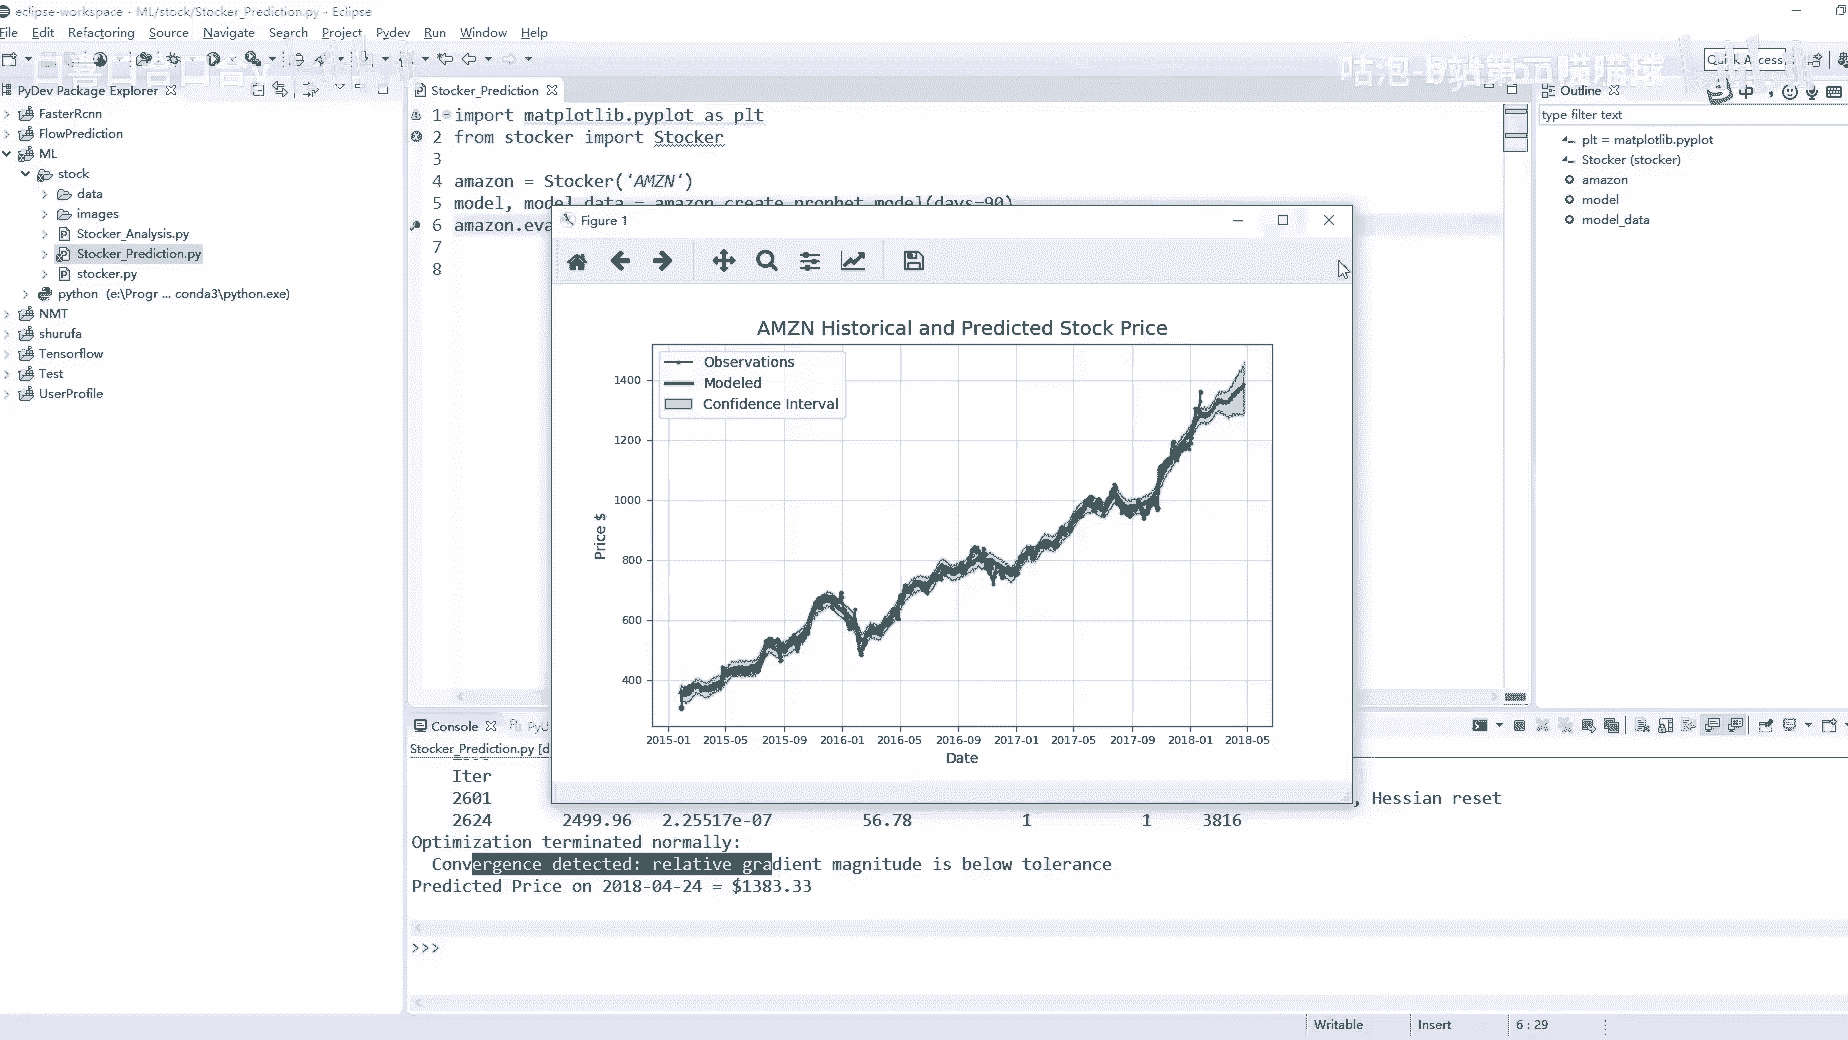 eclipse-workspace - ML/stock/Stocker_Prediction.py - Eclipse
File Edit Refactoring Source Navigate Search Project Pydev Run Window Help
Quick Access
PyDev Package Explorer
FasterRcnn
FlowPrediction
ML
stock
data
images
Stocker_Analysis.py
Stocker_Prediction.py
stocker.py
python (e:\Progr ... conda3\python.exe)
NMT
shurufa
Tensorflow
Test
UserProfile
Stocker_Prediction
1 import matplotlib.pyplot as plt
2 from stocker import Stocker
3
4 amazon = Stocker('AMZN')
5 model, model_data = amazon.create_prophet_model(days=90)
6 amazon.eva
7
8
Figure 1
AMZN Historical and Predicted Stock Price
Observations
Modeled
Confidence Interval
1400
1200
1000
800
600
400
Price $
2015-01 2015-05 2015-09 2016-01 2016-05 2016-09 2017-01 2017-05 2017-09 2018-01 2018-05
Date
Outline
type filter text
plt = matplotlib.pyplot
Stocker (stocker)
amazon
model
model_data
Console
Stocker_Prediction.py [d
Iter
2601 , Hessian reset
2624 2499.96 2.25517e-07 56.78 1 1 3816
Optimization terminated normally:
Convergence detected: relative gradient magnitude is below tolerance
Predicted Price on 2018-04-24 = $1383.33
>>>
Writable Insert 6 : 29